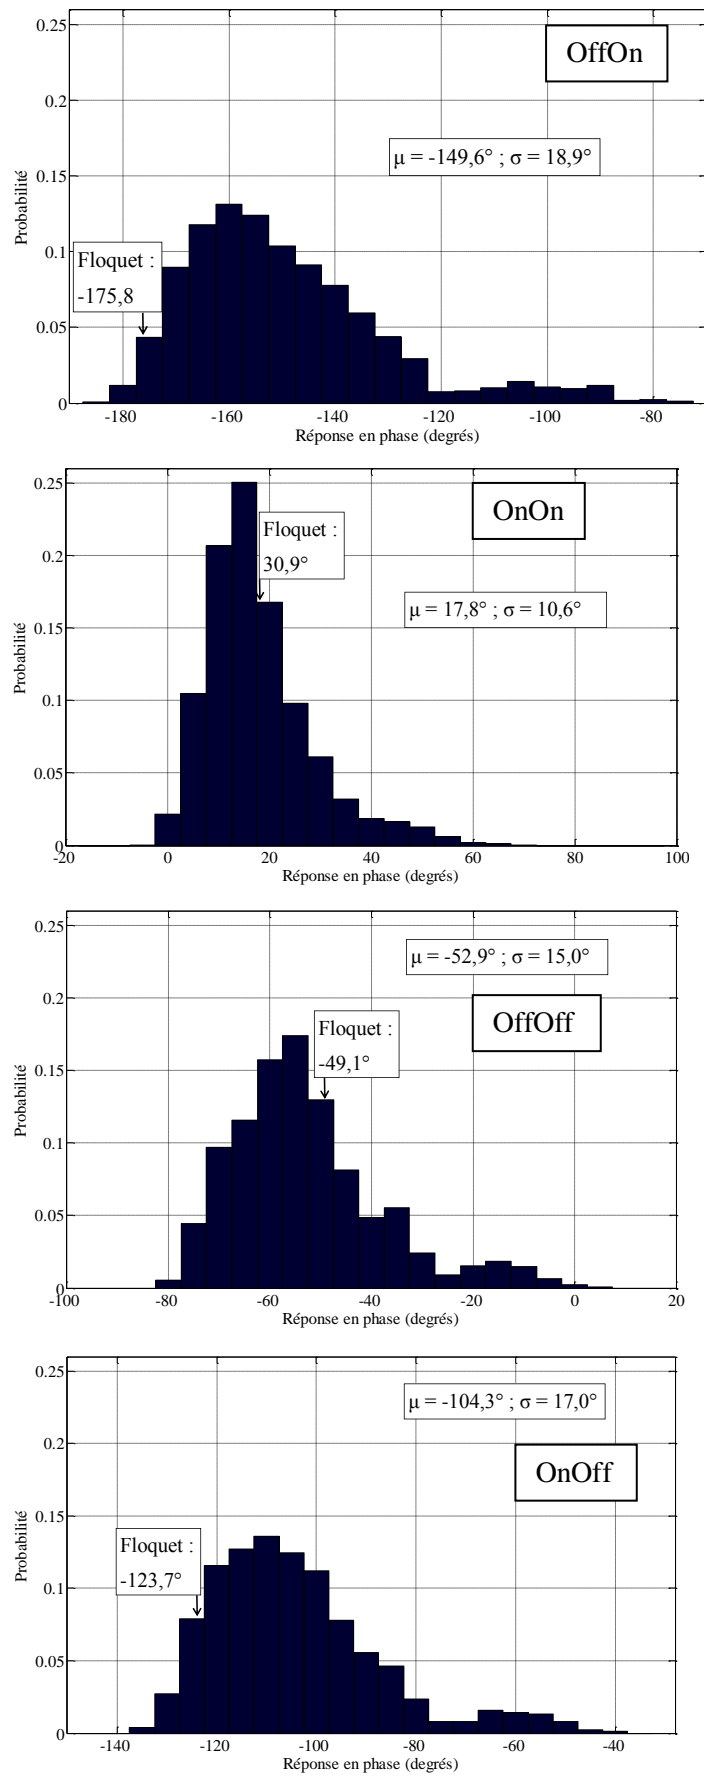 0.25
OffOn
0.2
μ = -149,6° ; σ = 18,9°
0.15
Probabilité
Floquet :
-175,8
0.1
0.05
0
-180
-160
-140
-120
-100
-80
Réponse en phase (degrés)
0.25
OnOn
Floquet :
30,9°
0.2
μ = 17,8° ; σ = 10,6°
0.15
Probabilité
0.1
0.05
0
-20
0
20
40
60
80
100
Réponse en phase (degrés)
0.25
μ = -52,9° ; σ = 15,0°
0.2
OffOff
Floquet :
-49,1°
0.15
Probabilité
0.1
0.05
0
-100
-80
-60
-40
-20
0
20
Réponse en phase (degrés)
0.25
μ = -104,3° ; σ = 17,0°
0.2
OnOff
0.15
Probabilité
Floquet :
-123,7°
0.1
0.05
0
-140
-120
-100
-80
-60
-40
Réponse en phase (degrés)